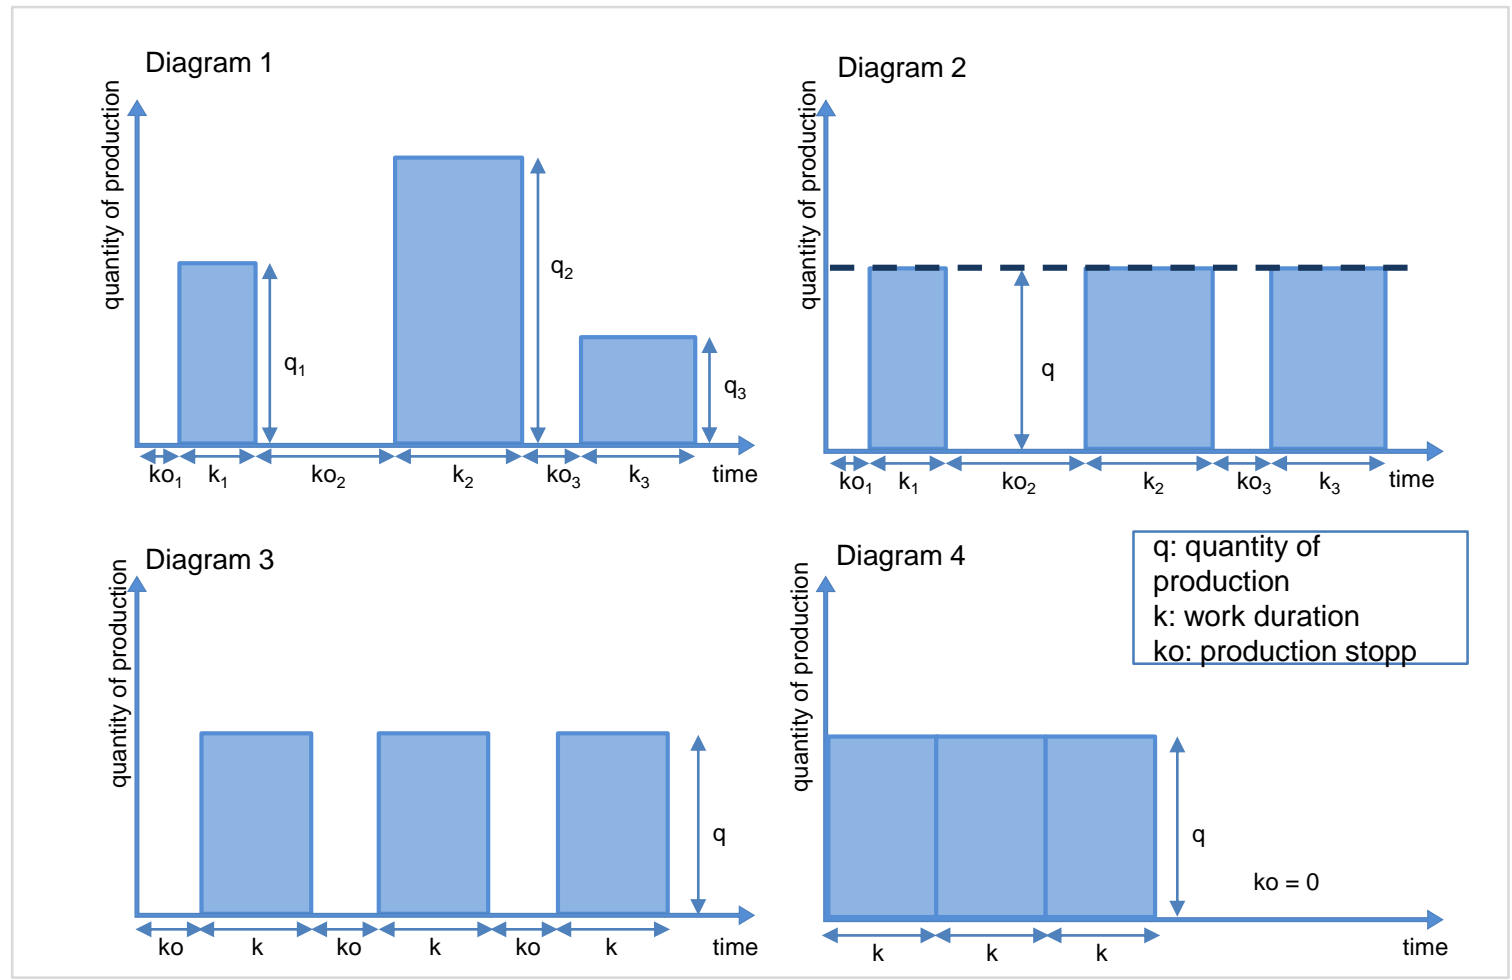 Diagram 1
quantity of production
q₁
q₂
q₃
ko₁ k₁ ko₂ k₂ ko₃ k₃ time
Diagram 2
quantity of production
q
ko₁ k₁ ko₂ k₂ ko₃ k₃ time
Diagram 3
quantity of production
q
ko k ko k ko k time
Diagram 4
quantity of production
q: quantity of
production
k: work duration
ko: production stopp
q
ko = 0
k k k time